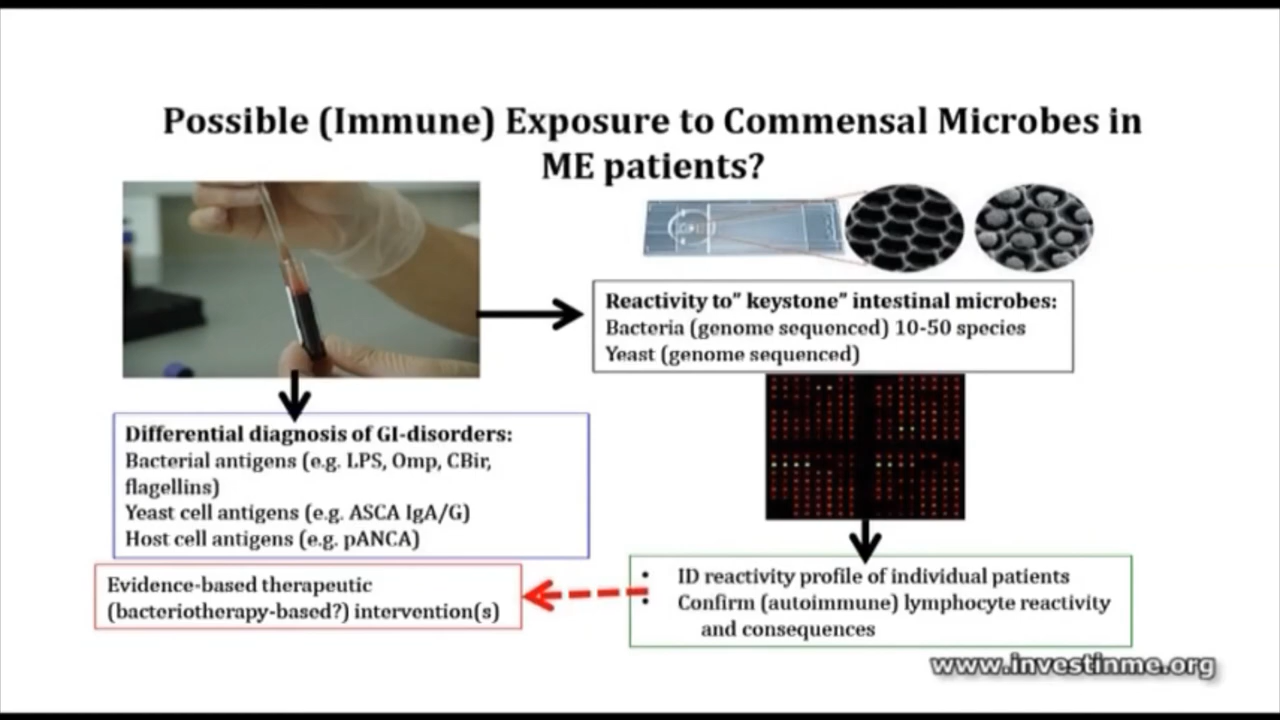 Possible (Immune) Exposure to Commensal Microbes in
ME patients?
Reactivity to” keystone” intestinal microbes:
Bacteria (genome sequenced) 10-50 species
Yeast (genome sequenced)
Differential diagnosis of GI-disorders:
Bacterial antigens (e.g. LPS, Omp, CBir,
flagellins)
Yeast cell antigens (e.g. ASCA IgA/G)
Host cell antigens (e.g. pANCA)
Evidence-based therapeutic
(bacteriotherapy-based?) intervention(s)
• ID reactivity profile of individual patients
• Confirm (autoimmune) lymphocyte reactivity
and consequences
www.investinme.org